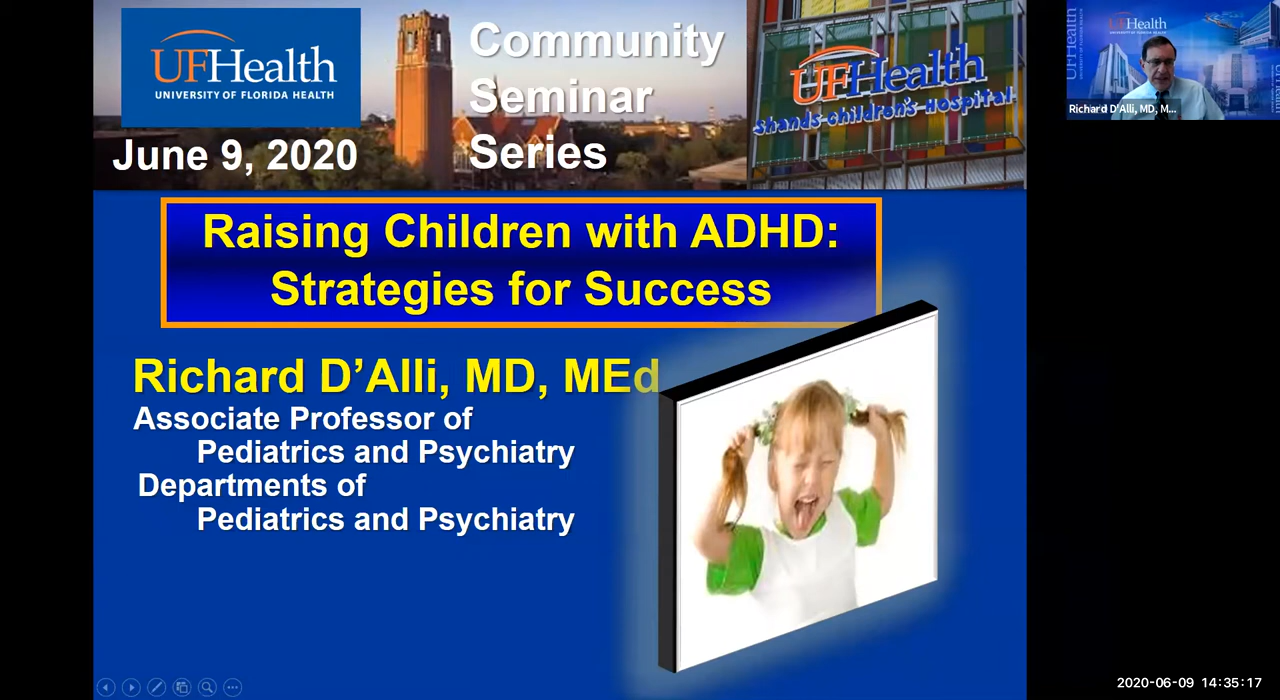 UFHealth
UNIVERSITY OF FLORIDA HEALTH
June 9, 2020
Community
Seminar
Series
UFHealth
Shands Children's Hospital
Raising Children with ADHD:
Strategies for Success
Richard D’Alli, MD, MEd
Associate Professor of
Pediatrics and Psychiatry
Departments of
Pediatrics and Psychiatry
UFHealth
UFHealth
Richard D'Alli, MD, M...
2020-06-09 14:35:17